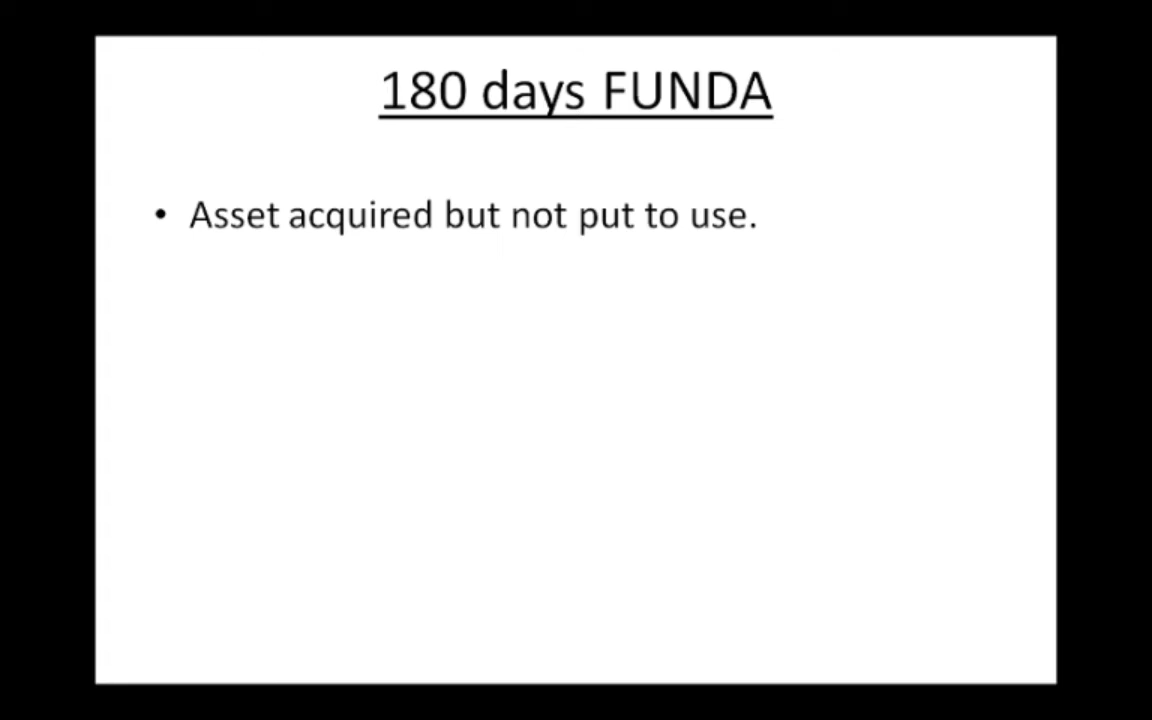 180 days FUNDA
• Asset acquired but not put to use.